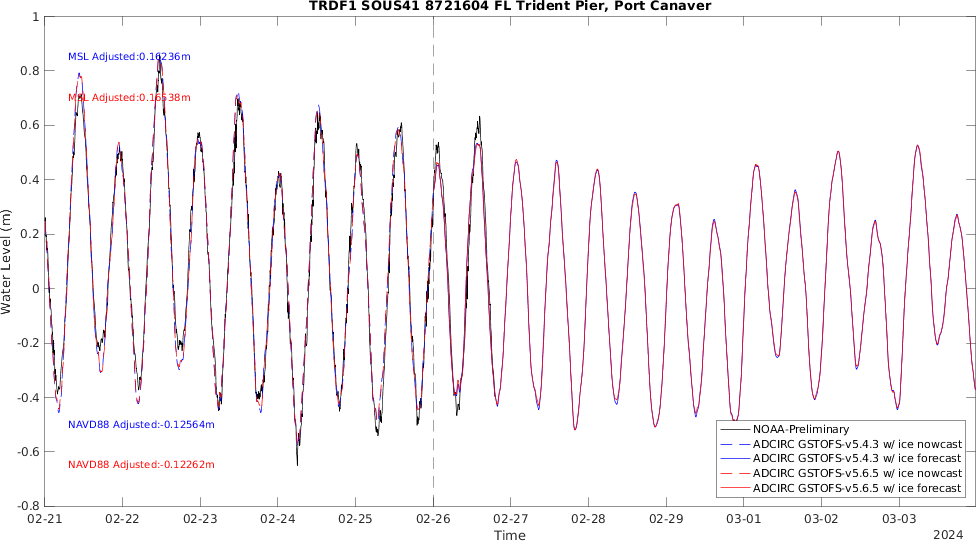 TRDF1 SOUS41 8721604 FL Trident Pier, Port Canaver
Water Level (m)
1
0.8
0.6
0.4
0.2
0
-0.2
-0.4
-0.6
-0.8
MSL Adjusted:0.16236m
MSL Adjusted:0.16538m
NAVD88 Adjusted:-0.12564m
NAVD88 Adjusted:-0.12262m
NOAA-Preliminary
ADCIRC GSTOFS-v5.4.3 w/ ice nowcast
ADCIRC GSTOFS-v5.4.3 w/ ice forecast
ADCIRC GSTOFS-v5.6.5 w/ ice nowcast
ADCIRC GSTOFS-v5.6.5 w/ ice forecast
02-21 02-22 02-23 02-24 02-25 02-26 02-27 02-28 02-29 03-01 03-02 03-03
Time
2024